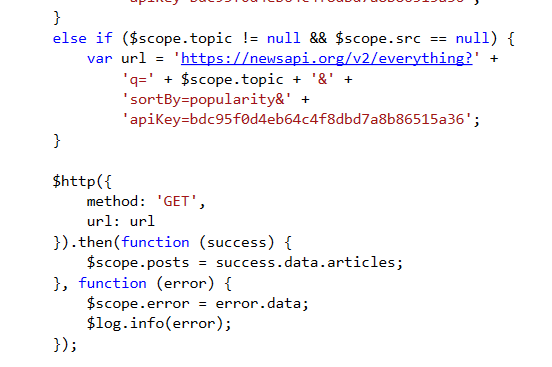 }
else if ($scope.topic != null && $scope.src == null) {
var url = 'https://newsapi.org/v2/everything?' +
'q=' + $scope.topic + '&' +
'sortBy=popularity&' +
'apiKey=bdc95f0d4eb64c4f8dbd7a8b86515a36';
}
$http({
method: 'GET',
url: url
}).then(function (success) {
$scope.posts = success.data.articles;
}, function (error) {
$scope.error = error.data;
$log.info(error);
});